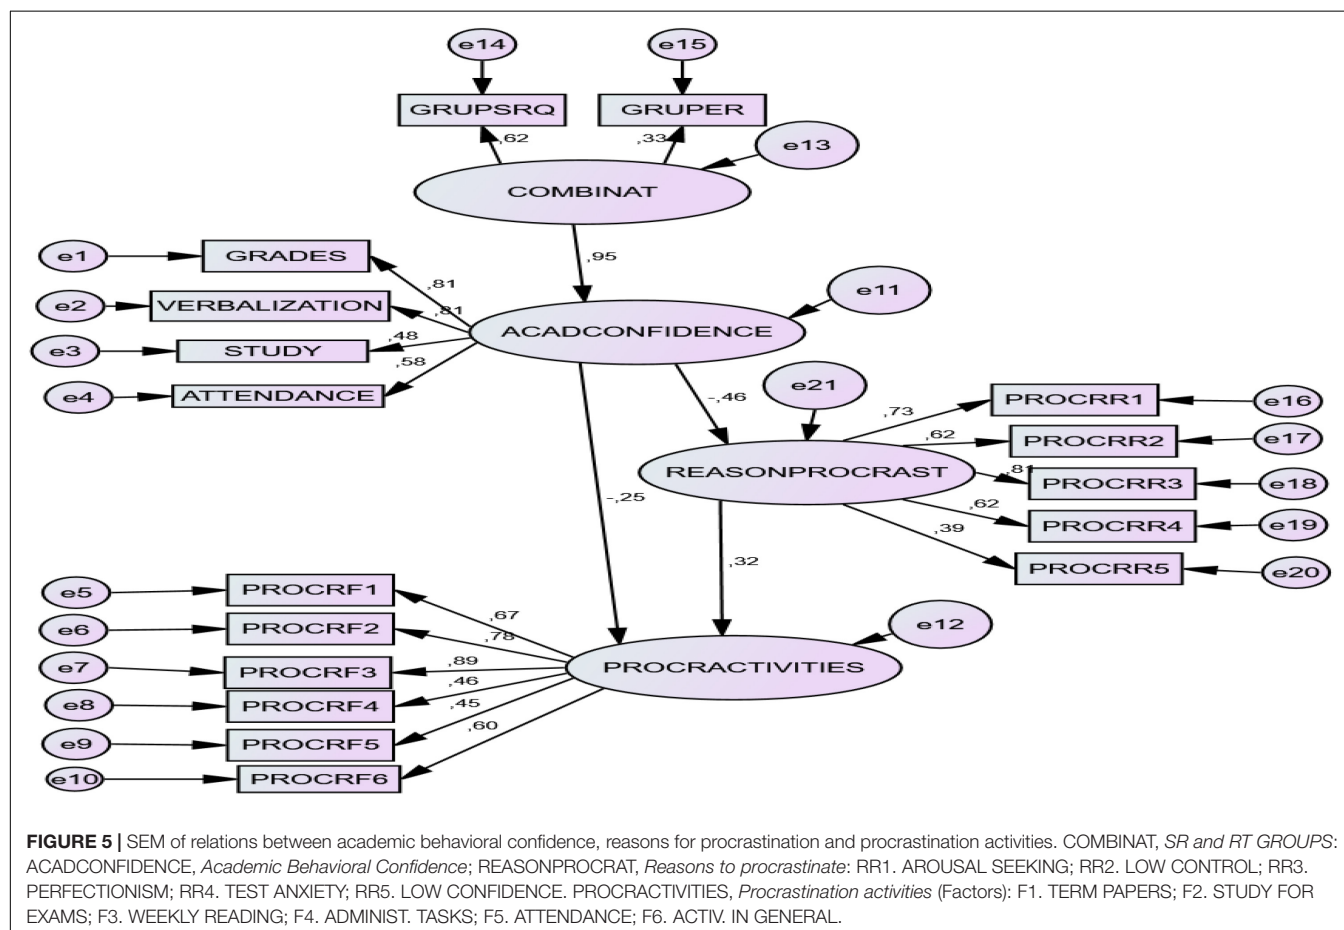 e14
e15
GRUPSRQ
GRUPER
,62
,33
e13
COMBINAT
,95
e1
GRADES
,81
e2
VERBALIZATION
,81
e3
STUDY
,48
e4
ATTENDANCE
,58
ACADCONFIDENCE
e11
-,46
e21
-,25
REASONPROCRAST
,73
PROCRR1
e16
,62
PROCRR2
e17
,81
PROCRR3
e18
,62
PROCRR4
e19
,39
PROCRR5
e20
,32
e5
PROCRF1
,67
e6
PROCRF2
,78
e7
PROCRF3
,89
e8
PROCRF4
,46
e9
PROCRF5
,45
e10
PROCRF6
,60
PROCRACTIVITIES
e12
FIGURE 5 | SEM of relations between academic behavioral confidence, reasons for procrastination and procrastination activities. COMBINAT, SR and RT GROUPS:
ACADCONFIDENCE, Academic Behavioral Confidence; REASONPROCRAT, Reasons to procrastinate: RR1. AROUSAL SEEKING; RR2. LOW CONTROL; RR3.
PERFECTIONISM; RR4. TEST ANXIETY; RR5. LOW CONFIDENCE. PROCRACTIVITIES, Procrastination activities (Factors): F1. TERM PAPERS; F2. STUDY FOR
EXAMS; F3. WEEKLY READING; F4. ADMINIST. TASKS; F5. ATTENDANCE; F6. ACTIV. IN GENERAL.